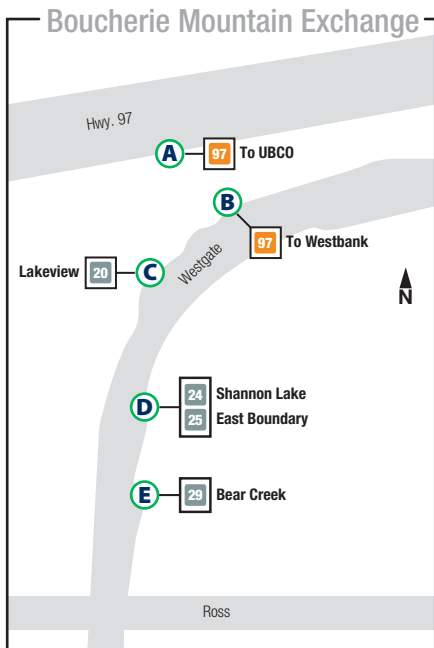 Boucherie Mountain Exchange
Hwy. 97
A 97 To UBCO
B
97 To Westbank
Westgate
Lakeview 20 C
N
D 24 Shannon Lake
25 East Boundary
E 29 Bear Creek
Ross